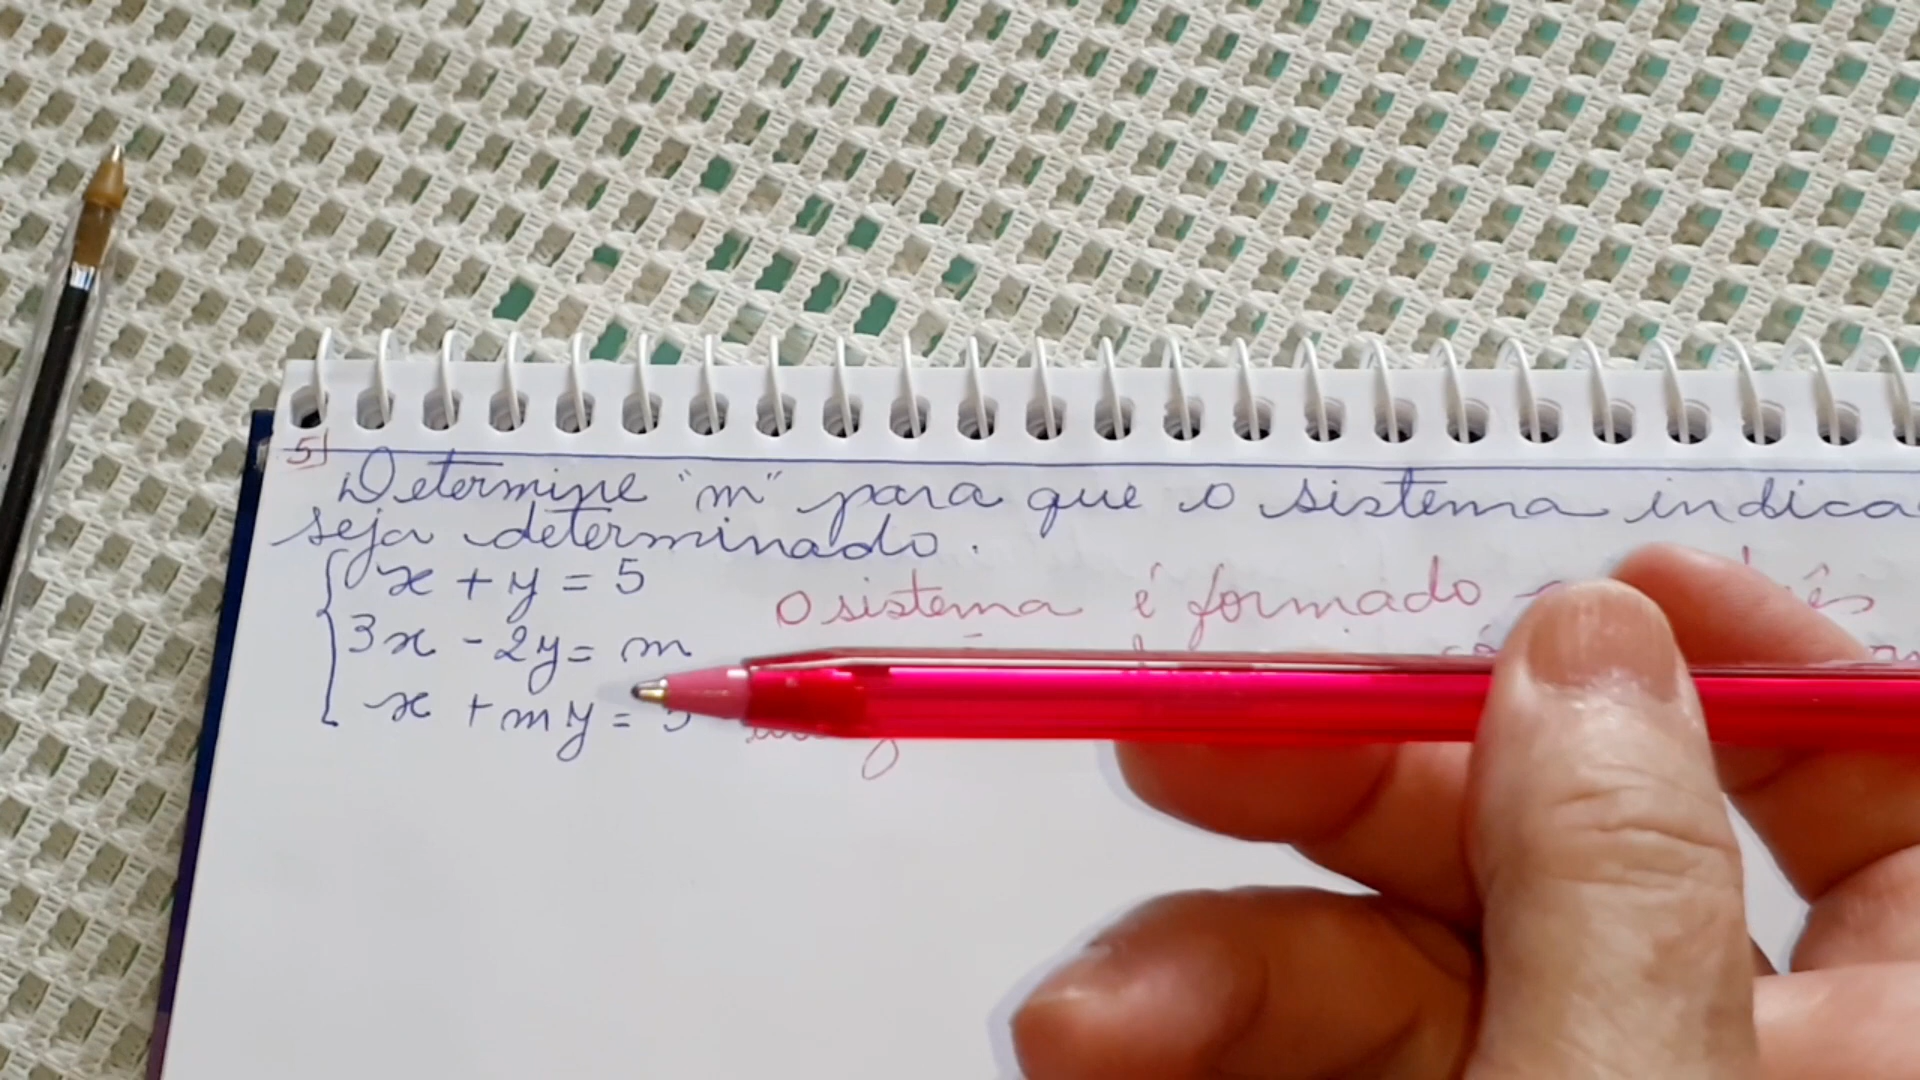 5)
Determine "m" para que o sistema indica
seja determinado.
x + y = 5
3x - 2y = m
x + my = 5
O sistema é formado